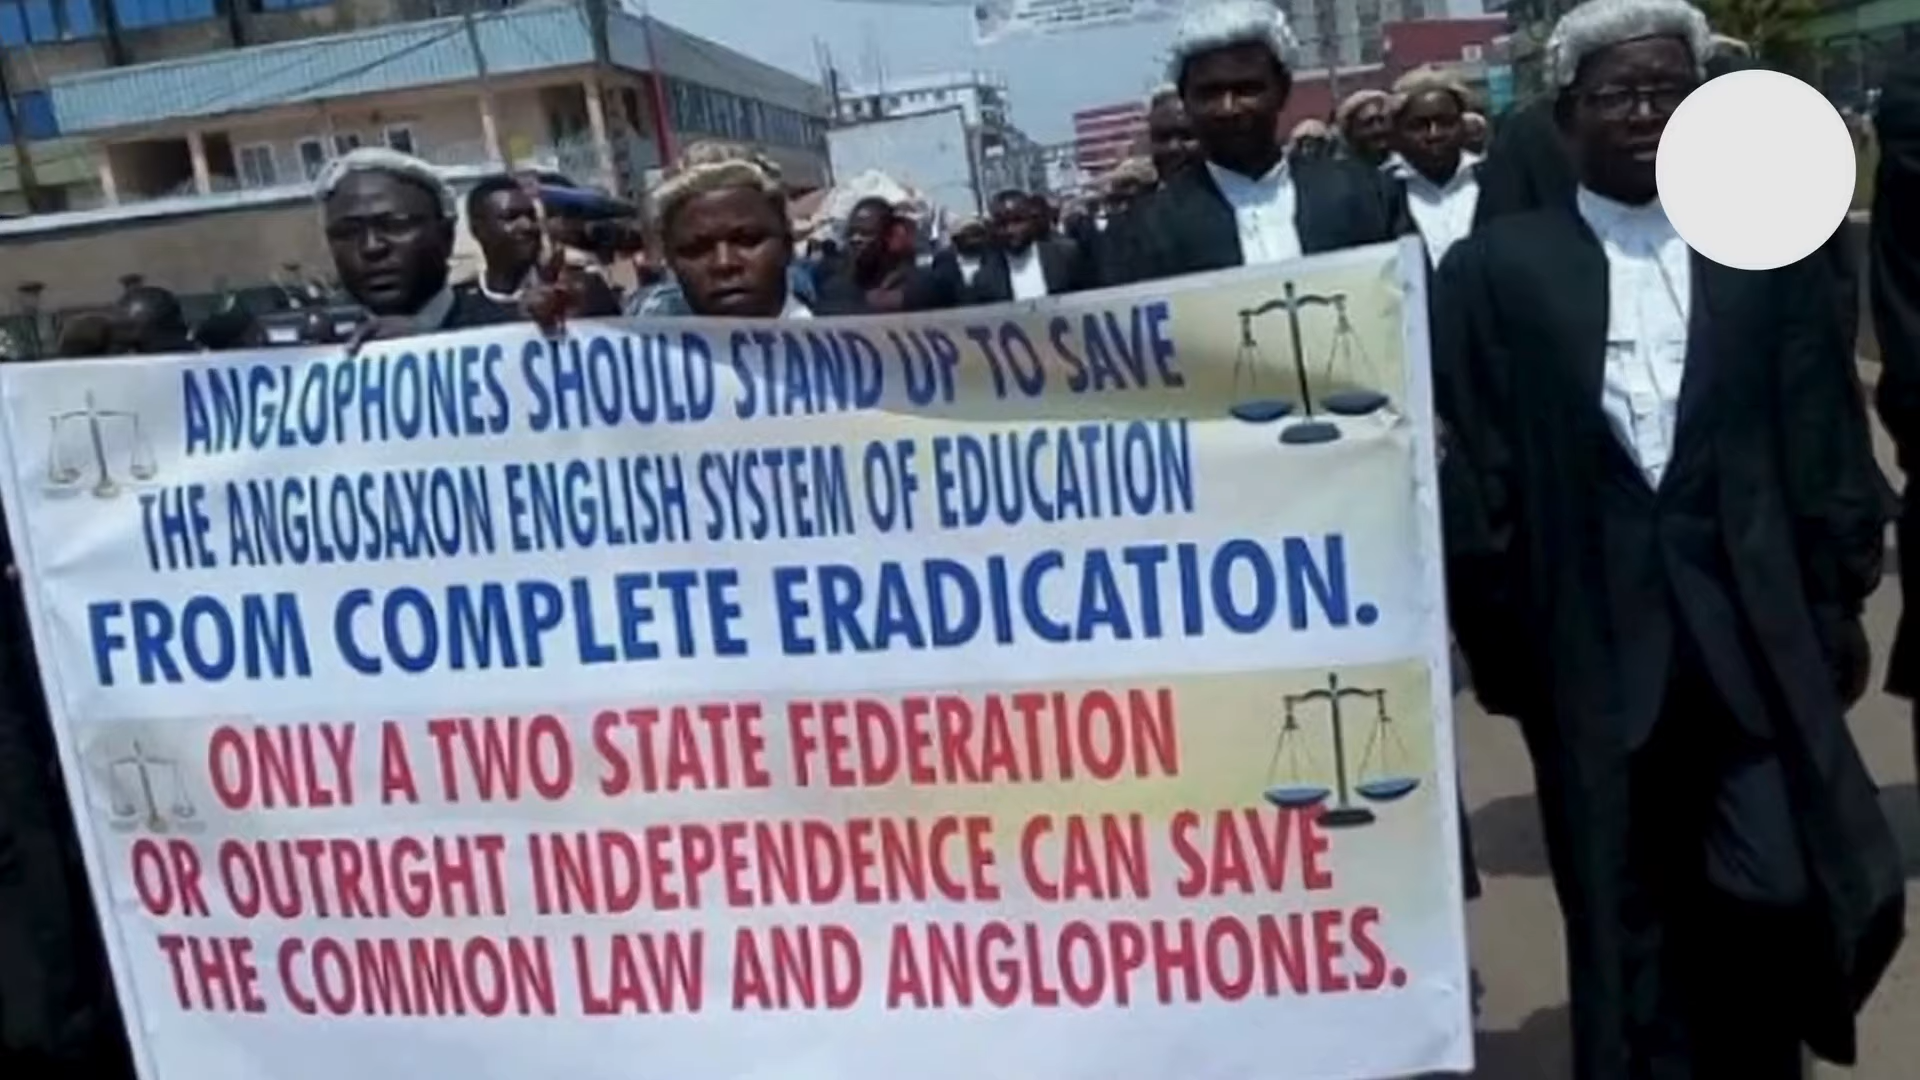 ANGLOPHONES SHOULD STAND UP TO SAVE
THE ANGLOSAXON ENGLISH SYSTEM OF EDUCATION
FROM COMPLETE ERADICATION.
ONLY A TWO STATE FEDERATION
OR OUTRIGHT INDEPENDENCE CAN SAVE
THE COMMON LAW AND ANGLOPHONES.